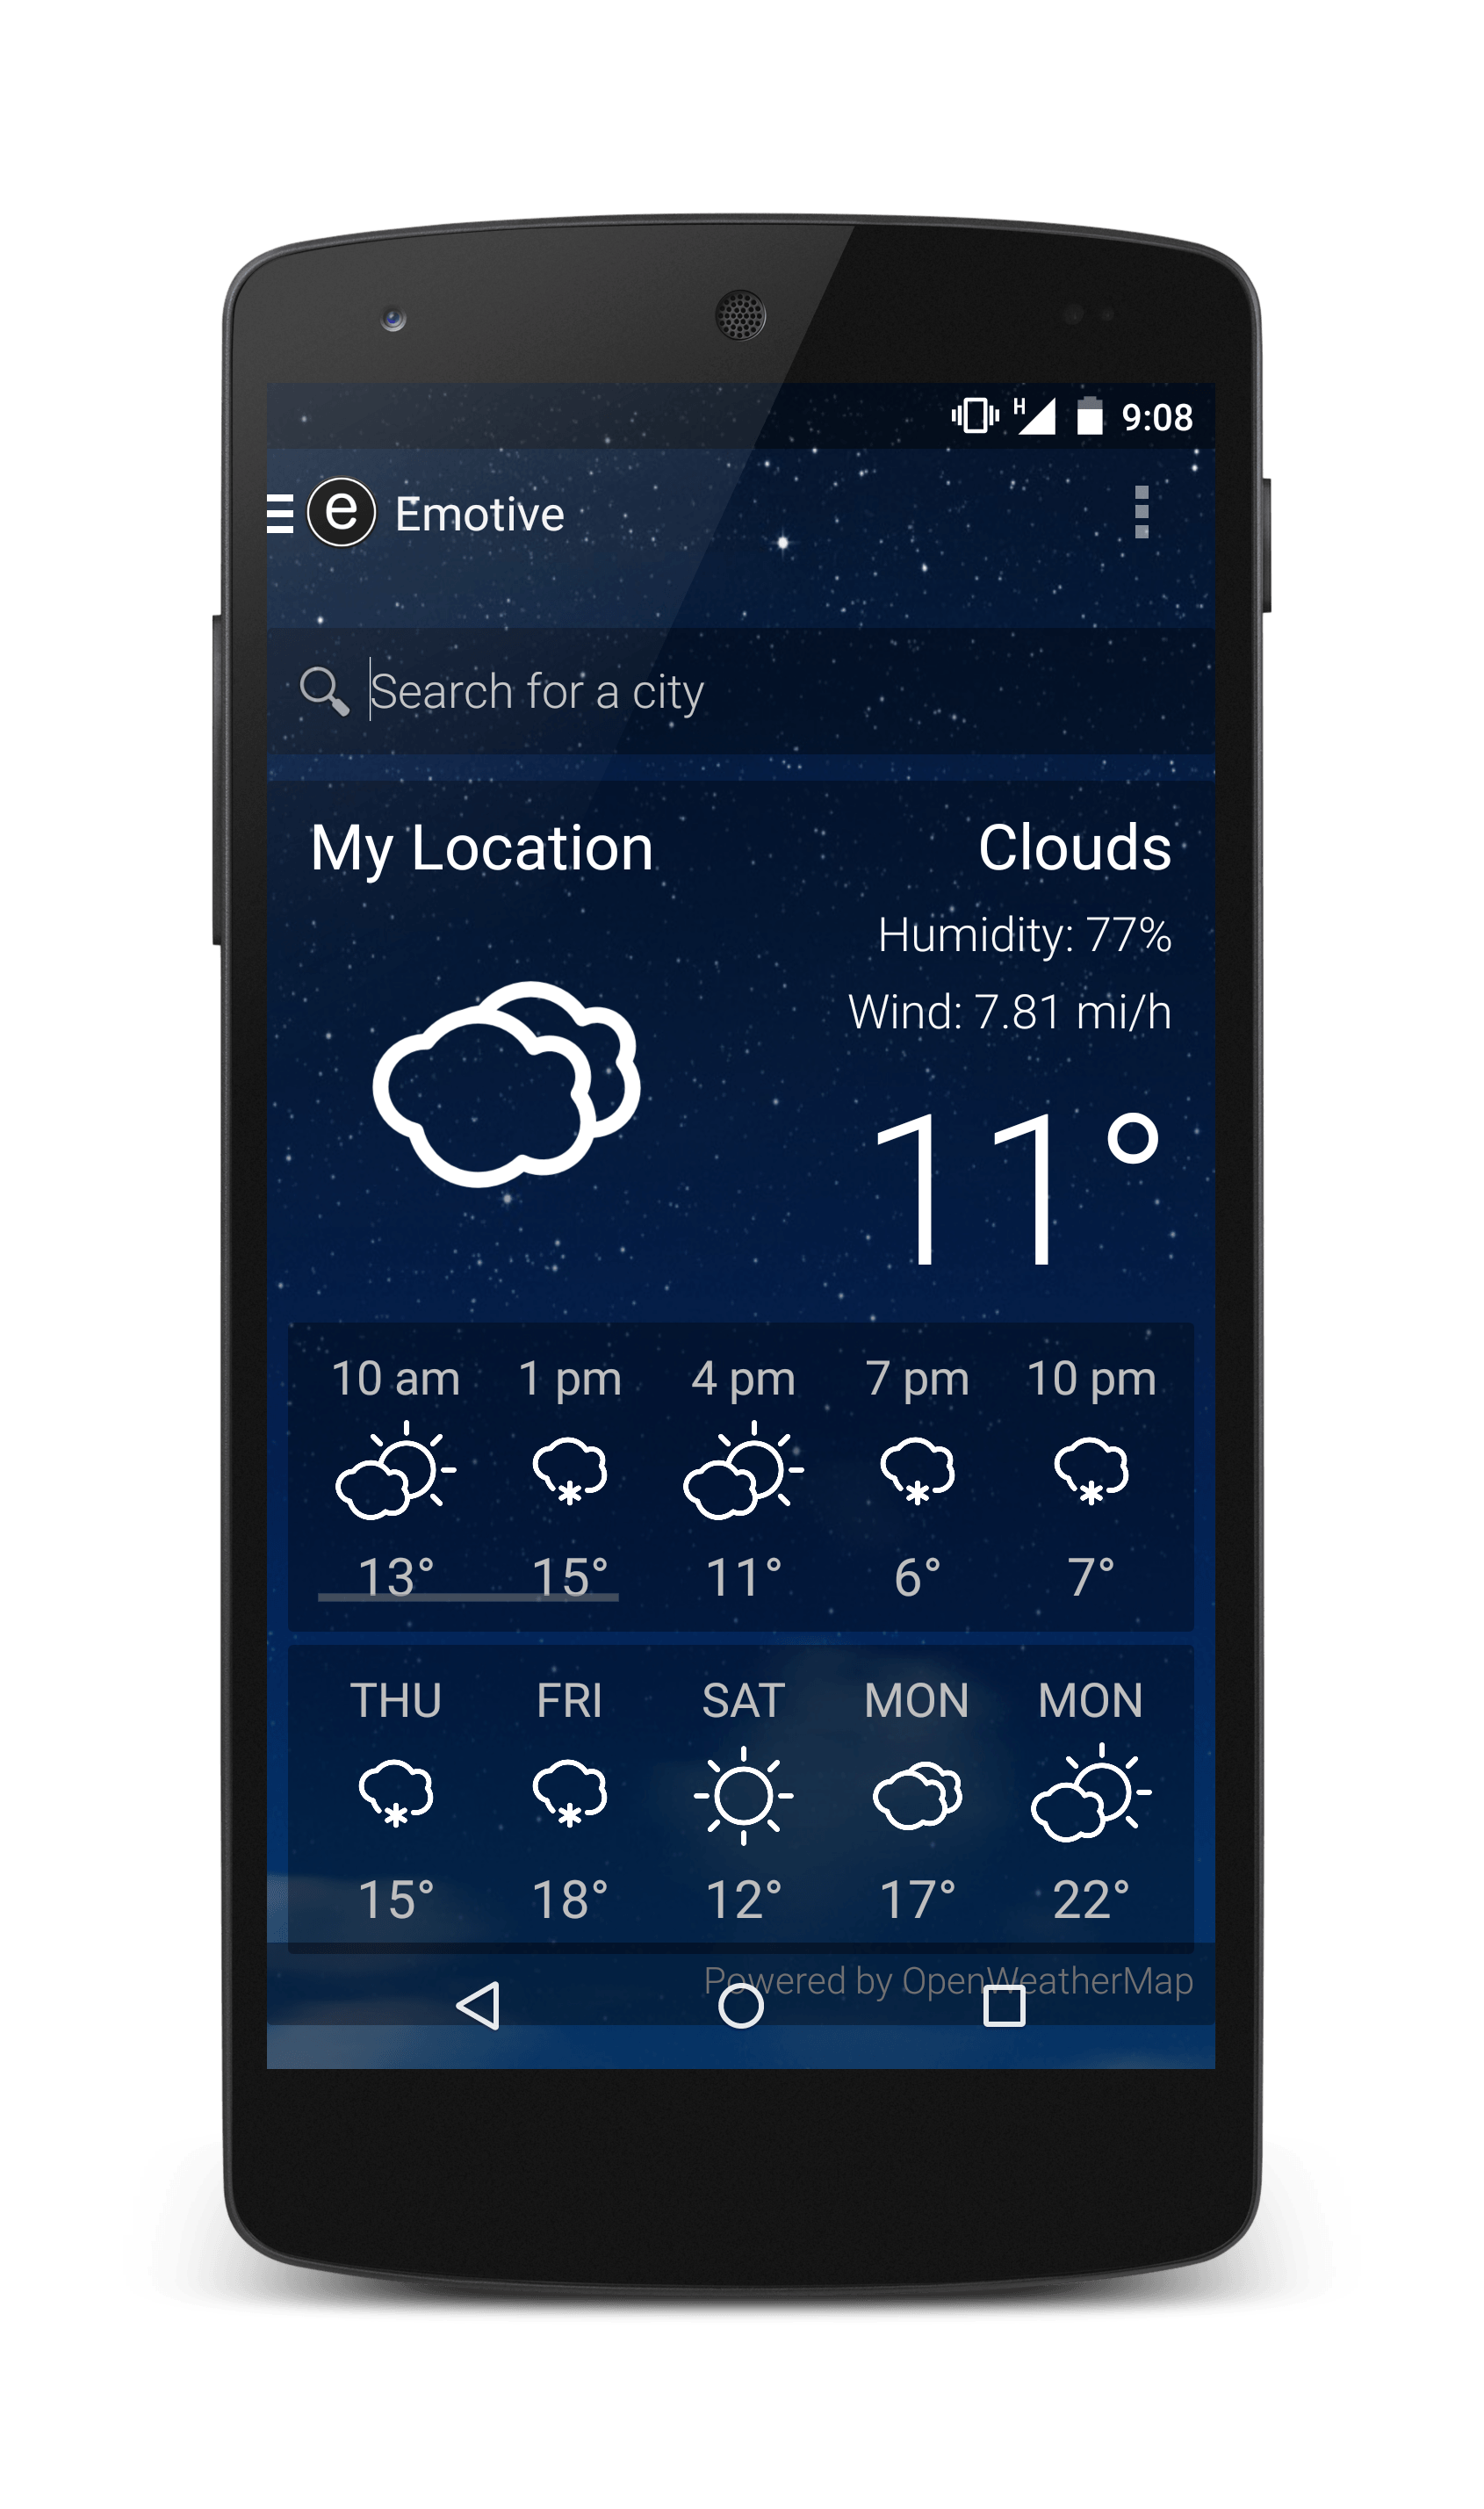 H 9:08
e Emotive
Search for a city
My Location Clouds
Humidity: 77%
Wind: 7.81 mi/h
11°
10 am 1 pm 4 pm 7 pm 10 pm
13° 15° 11° 6° 7°
THU FRI SAT MON MON
15° 18° 12° 17° 22°
Powered by OpenWeatherMap